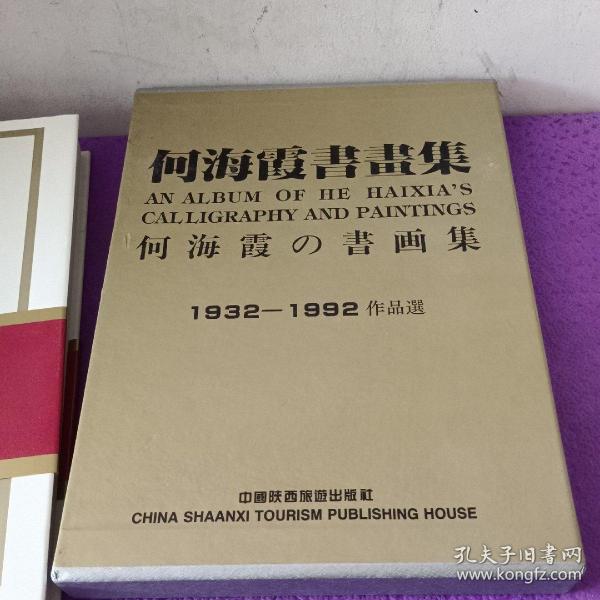 何海霞書畫集
AN ALBUM OF HE HAIXIA'S
CALLIGRAPHY AND PAINTINGS
何海霞の書画集
1932—1992 作品選
中國陝西旅遊出版社
CHINA SHAANXI TOURISM PUBLISHING HOUSE
孔夫子旧書网
www.kongfz.com